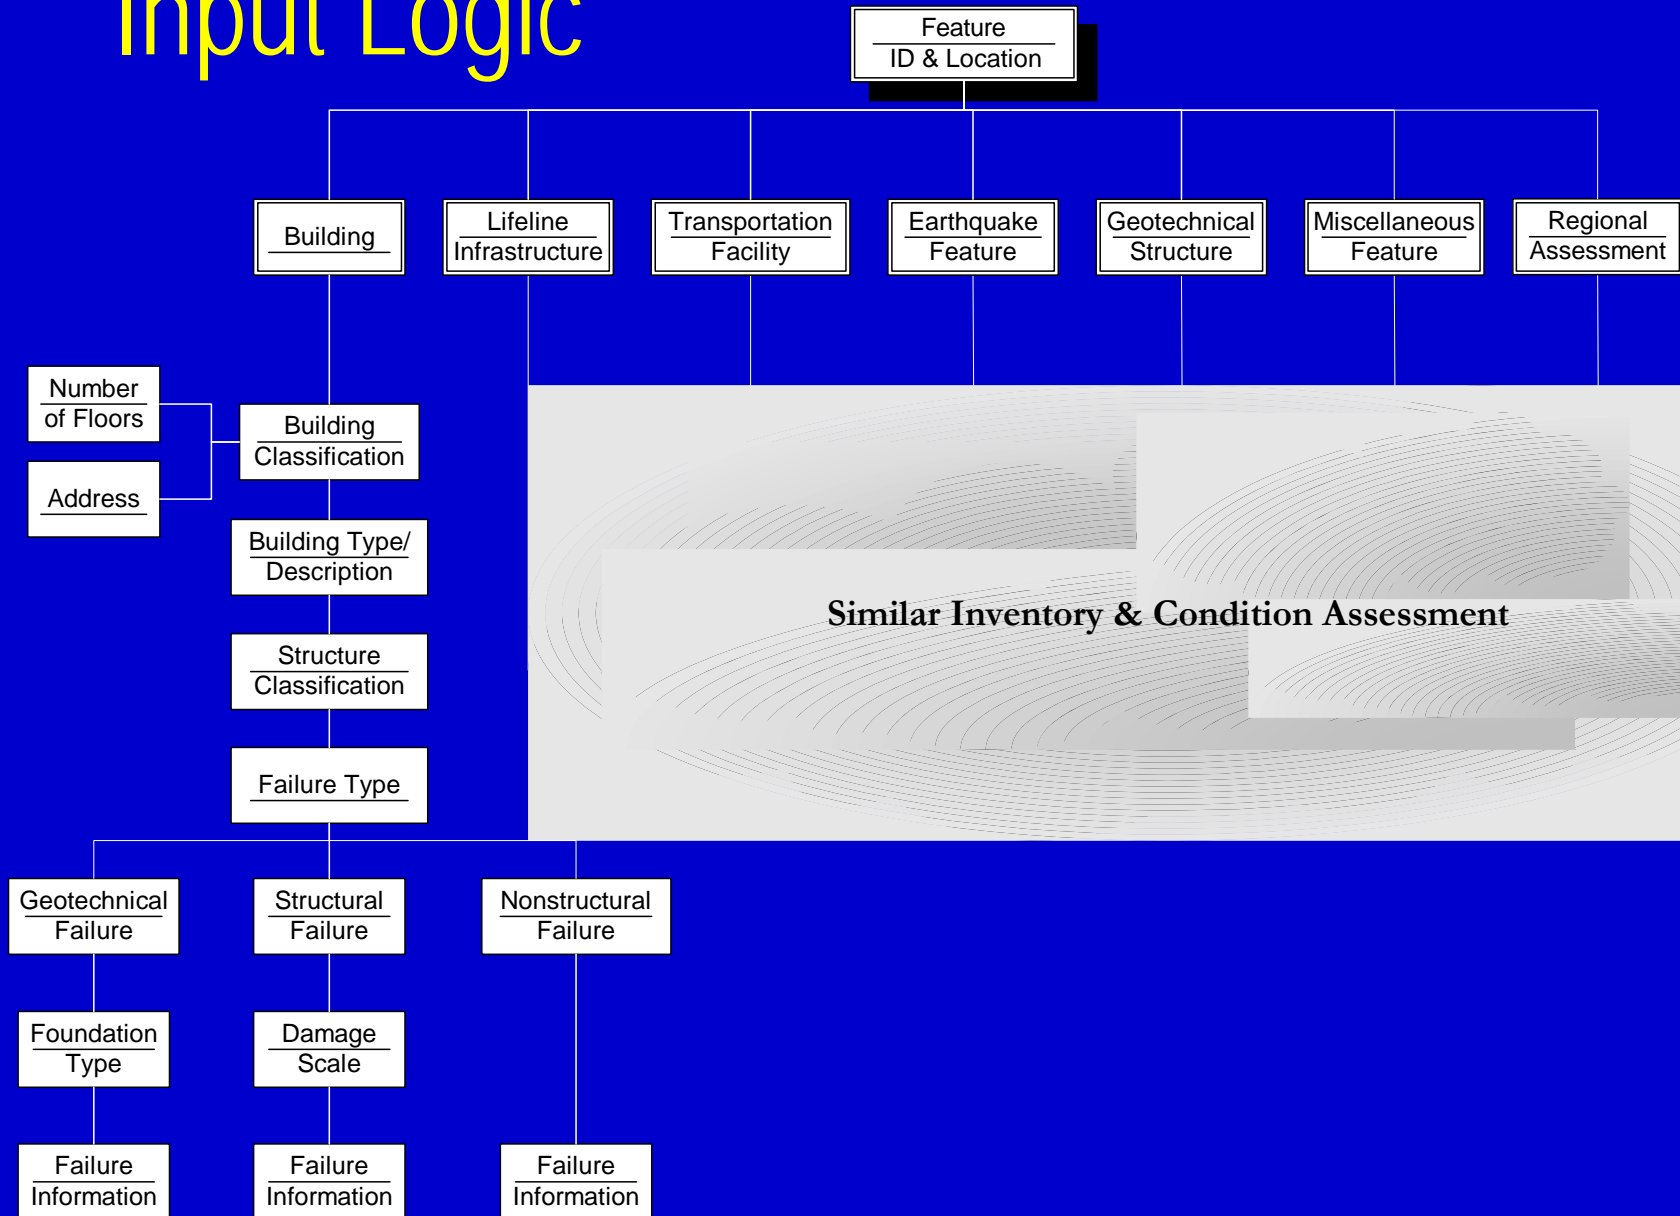 Input Logic
Feature
ID & Location
Building
Lifeline
Infrastructure
Transportation
Facility
Earthquake
Feature
Geotechnical
Structure
Miscellaneous
Feature
Regional
Assessment
Number
of Floors
Address
Building
Classification
Building Type/
Description
Structure
Classification
Failure Type
Similar Inventory & Condition Assessment
Geotechnical
Failure
Structural
Failure
Nonstructural
Failure
Foundation
Type
Damage
Scale
Failure
Information
Failure
Information
Failure
Information